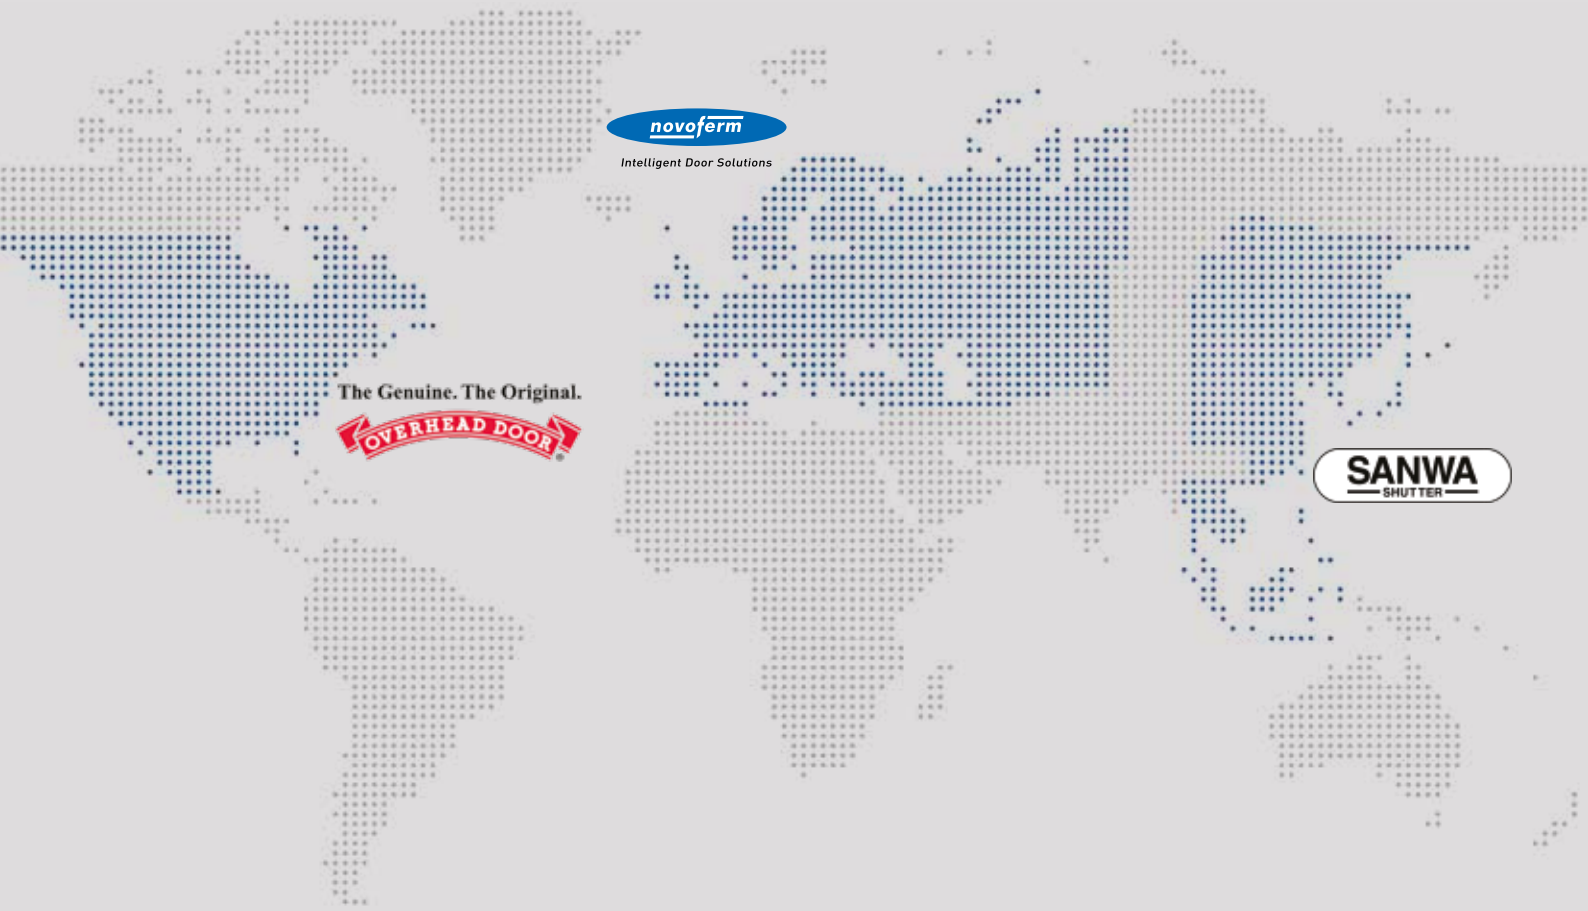 novoferm
Intelligent Door Solutions
The Genuine. The Original.
OVERHEAD DOOR®
SANWA
SHUTTER